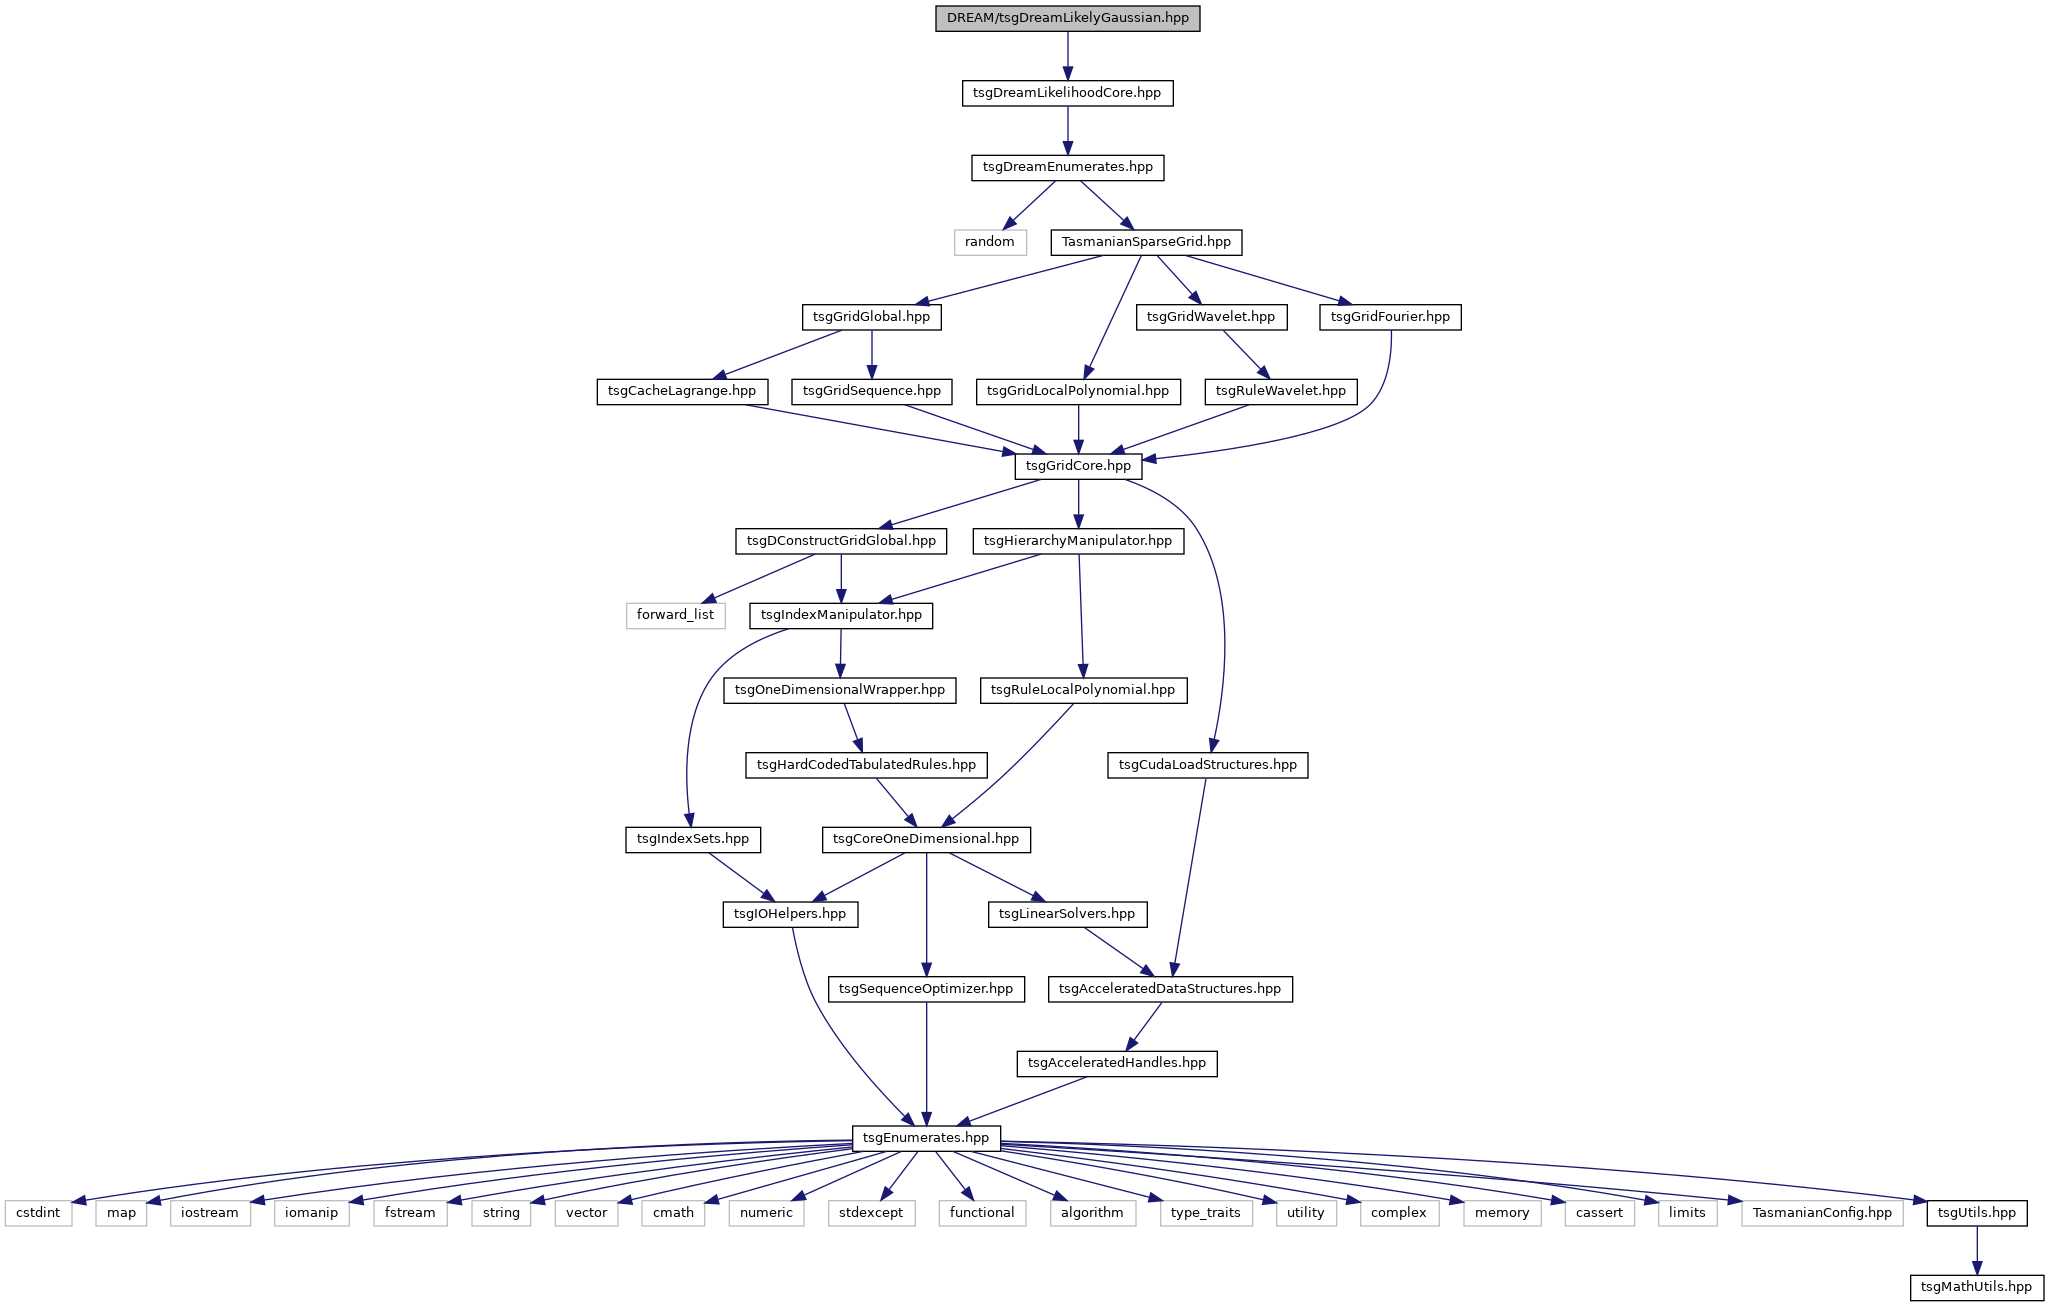 DREAM/tsgDreamLikelyGaussian.hpp
tsgDreamLikelihoodCore.hpp
tsgDreamEnumerates.hpp
random
TasmanianSparseGrid.hpp
tsgGridGlobal.hpp
tsgGridWavelet.hpp
tsgGridFourier.hpp
tsgCacheLagrange.hpp
tsgGridSequence.hpp
tsgGridLocalPolynomial.hpp
tsgRuleWavelet.hpp
tsgGridCore.hpp
tsgDConstructGridGlobal.hpp
tsgHierarchyManipulator.hpp
forward_list
tsgIndexManipulator.hpp
tsgOneDimensionalWrapper.hpp
tsgRuleLocalPolynomial.hpp
tsgHardCodedTabulatedRules.hpp
tsgCudaLoadStructures.hpp
tsgIndexSets.hpp
tsgCoreOneDimensional.hpp
tsgIOHelpers.hpp
tsgLinearSolvers.hpp
tsgSequenceOptimizer.hpp
tsgAcceleratedDataStructures.hpp
tsgAcceleratedHandles.hpp
tsgEnumerates.hpp
cstdint
map
iostream
iomanip
fstream
string
vector
cmath
numeric
stdexcept
functional
algorithm
type_traits
utility
complex
memory
cassert
limits
TasmanianConfig.hpp
tsgUtils.hpp
tsgMathUtils.hpp